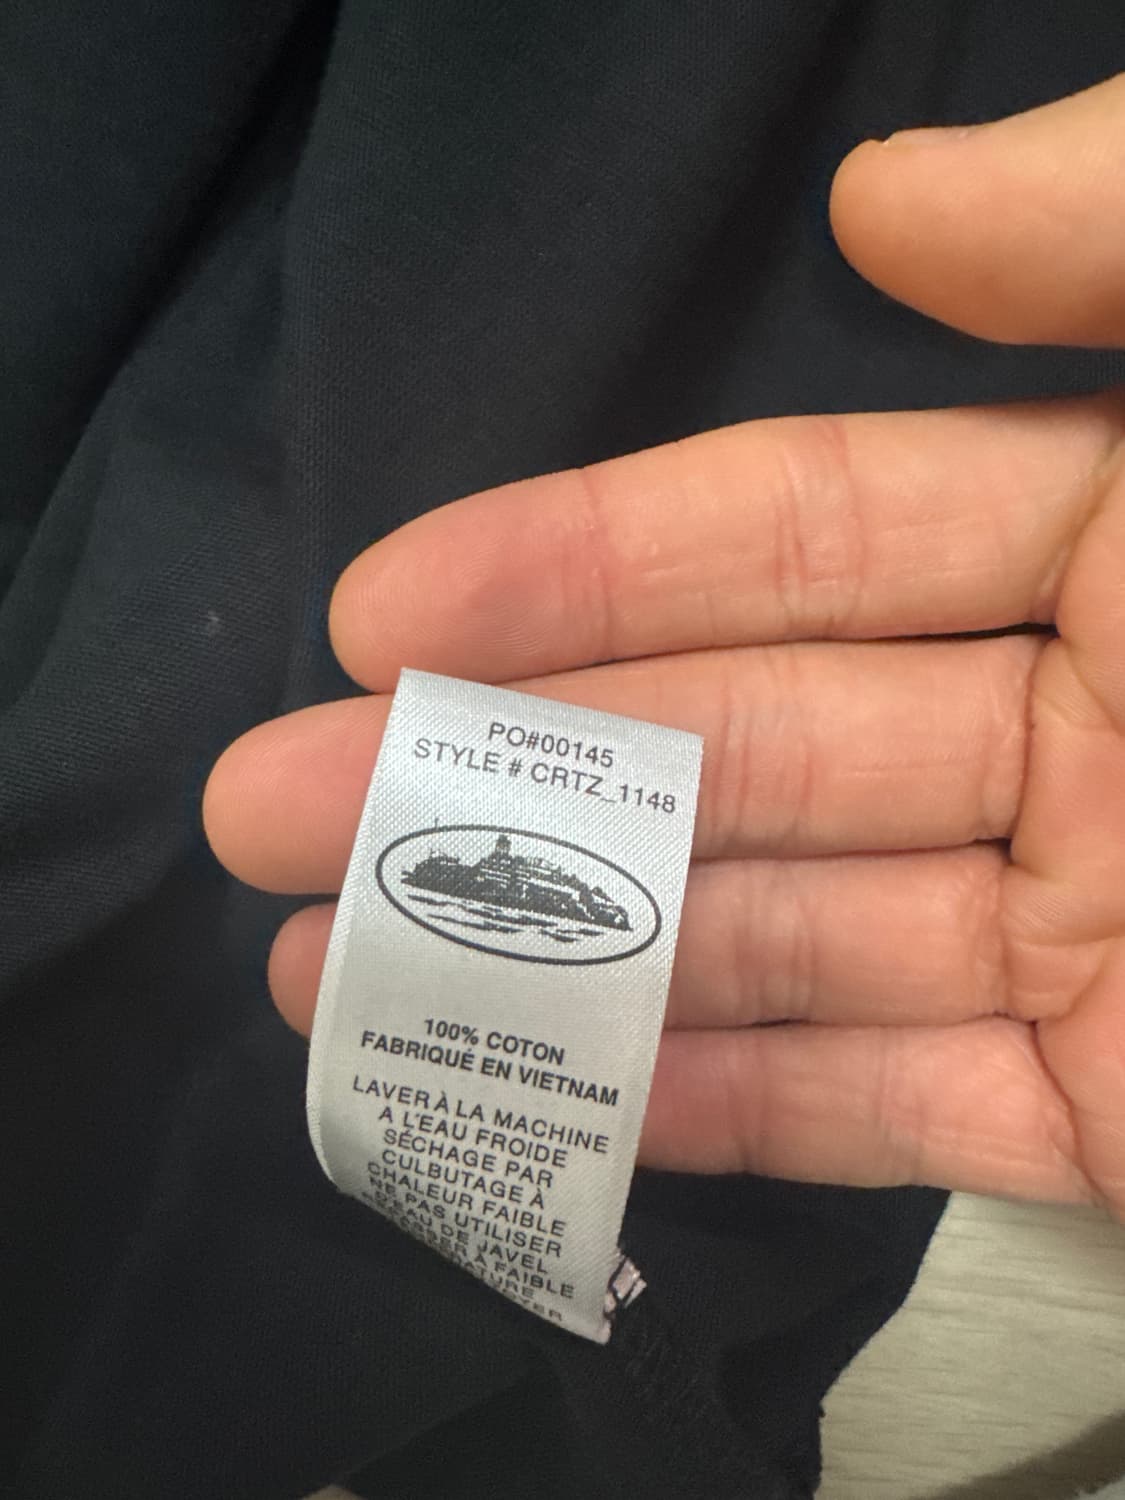 PO#00145
STYLE # CRTZ_1148
100% COTON
FABRIQUÉ EN VIETNAM
LAVER À LA MACHINE
A L'EAU FROIDE
SÉCHAGE PAR
CULBUTAGE À
CHALEUR FAIBLE
NE PAS UTILISER
D'EAU DE JAVEL
À FAIBLE